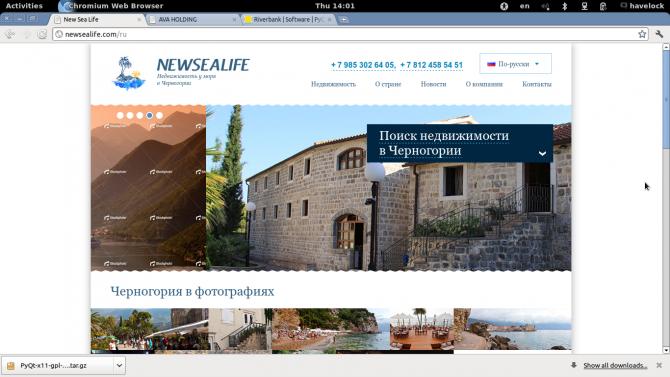 Activities
Chromium Web Browser
Thu 14:01
en
havelock
New Sea Life
AVA HOLDING
Riverbank | Software | PyQ
newsealife.com/ru
NEWSEALIFE
Недвижимость у моря
в Черногории
+ 7 985 302 64 05, + 7 812 458 54 51
По-русски
Недвижимость О стране Новости О компании Контакты
Поиск недвижимости
в Черногории
Черногория в фотографиях
PyQt-x11-gpl-....tar.gz
Show all downloads...